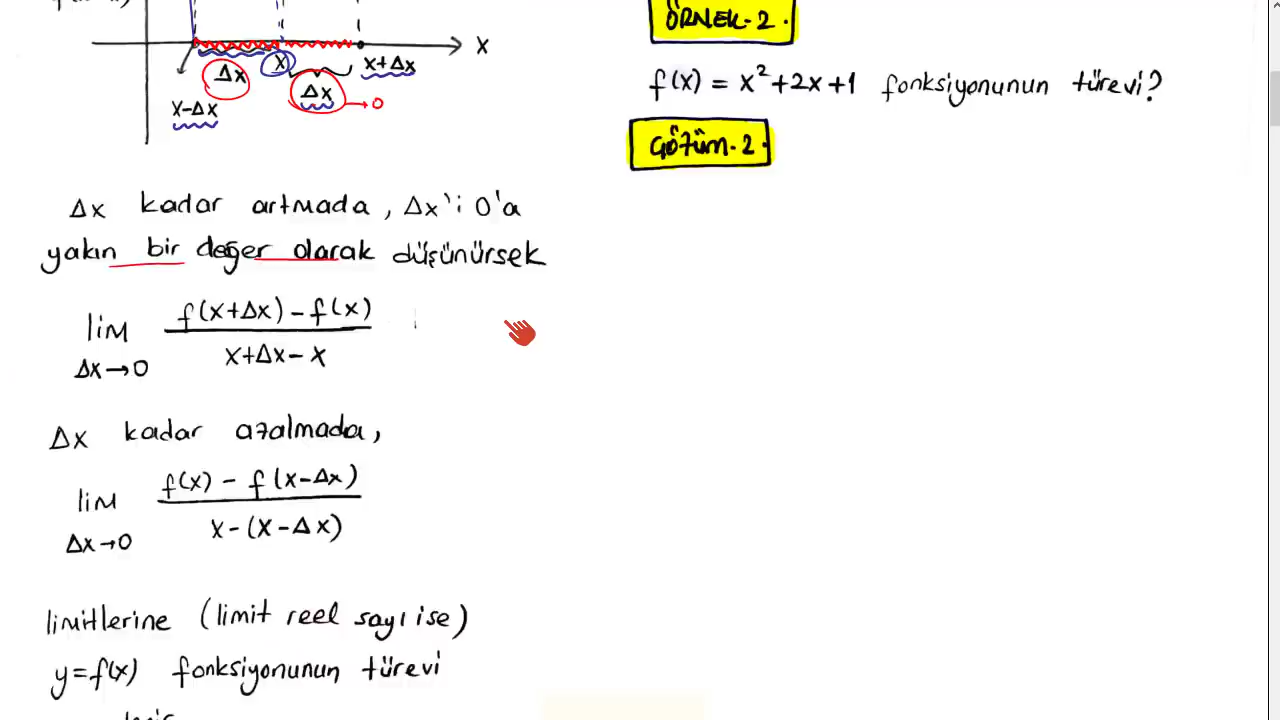 x
Δx
x
x+Δx
x-Δx
Δx
→0
Δx kadar artmada, Δx'i 0'a
yakın bir değer olarak düşünürsek
lim f(x+Δx) - f(x)
Δx→0 x+Δx-x
Δx kadar azalmada,
lim f(x) - f(x-Δx)
Δx→0 x-(x-Δx)
limitlerine (limit reel sayı ise)
y=f(x) fonksiyonunun türevi
ÖRNEK-2.
f(x) = x²+2x+1 fonksiyonunun türevi?
ÇÖZÜM-2.